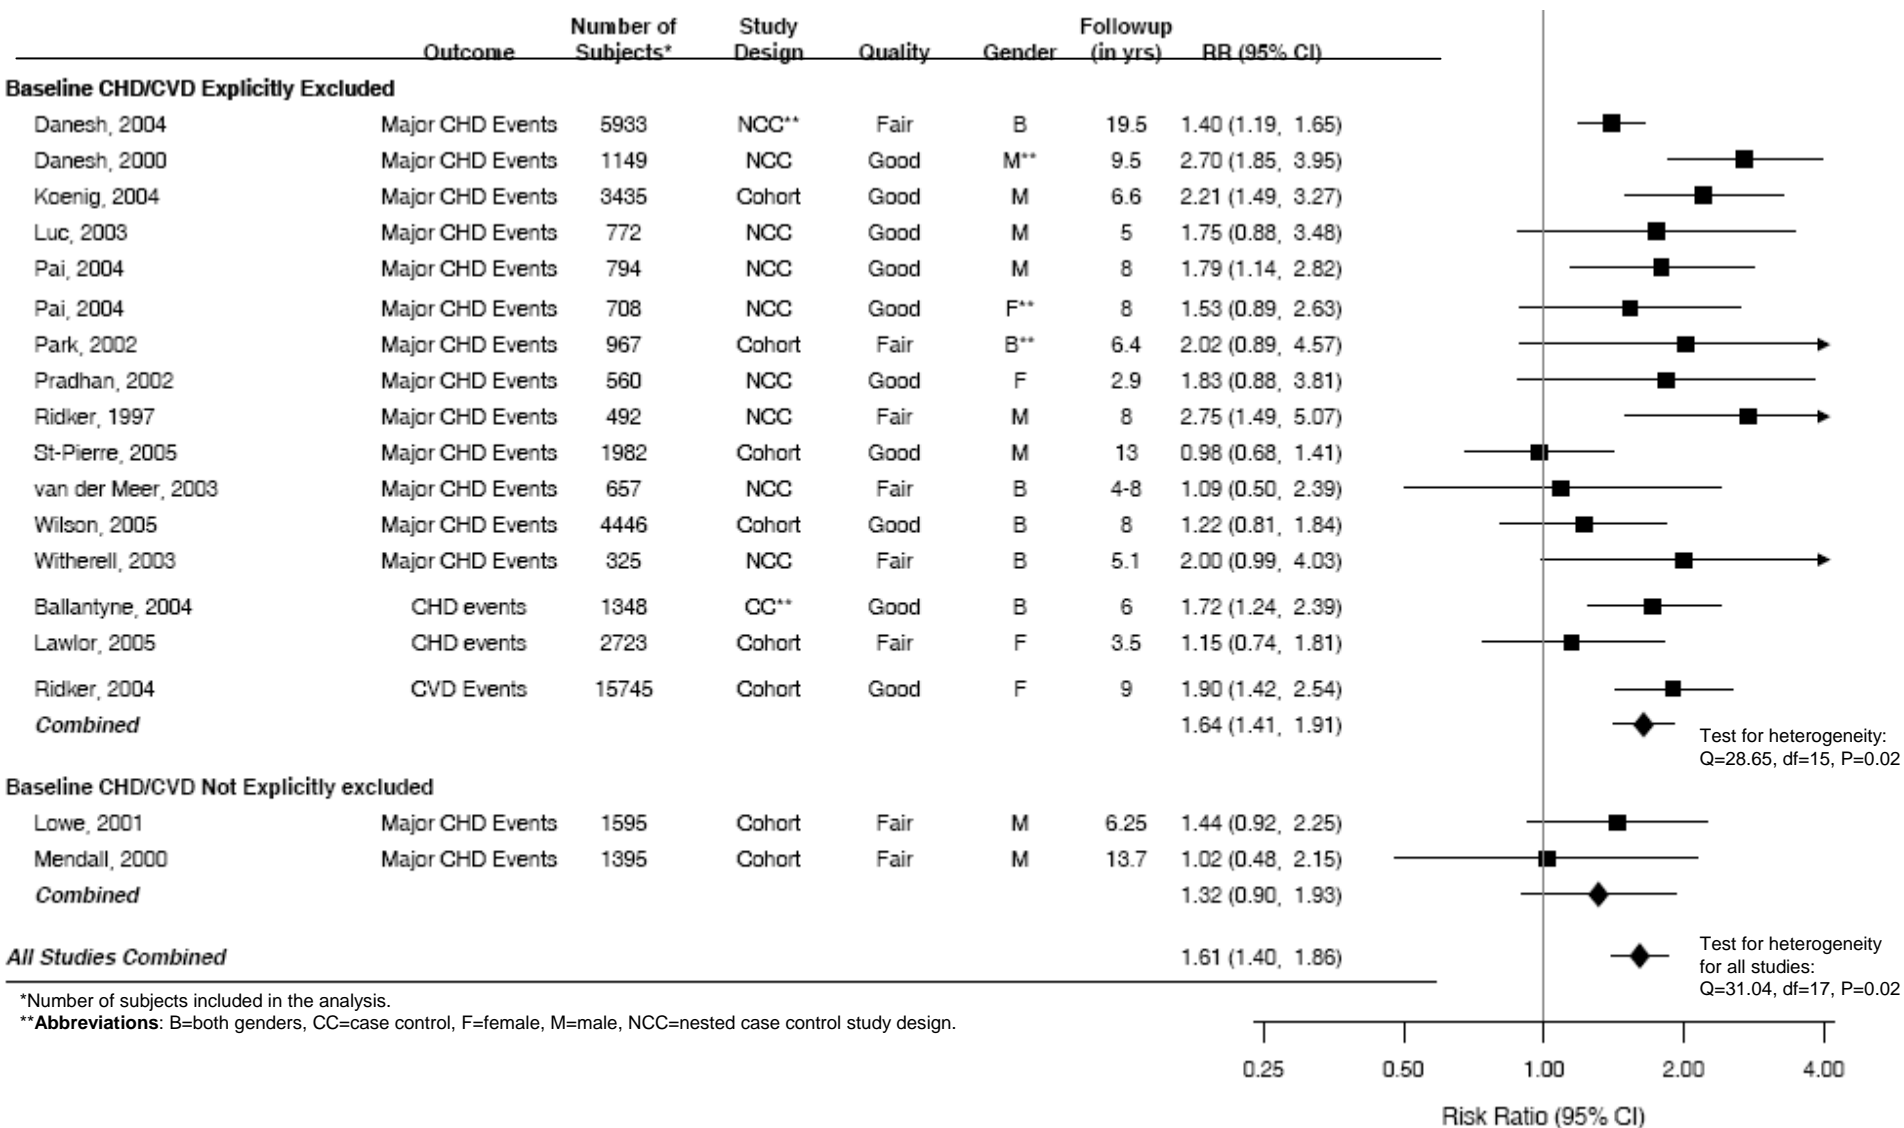 Number of Study Followup
Outcome Subjects* Design Quality Gender (in yrs) RR (95% CI)
Baseline CHD/CVD Explicitly Excluded
Danesh, 2004 Major CHD Events 5933 NCC** Fair B 19.5 1.40 (1.19, 1.65)
Danesh, 2000 Major CHD Events 1149 NCC Good M** 9.5 2.70 (1.85, 3.95)
Koenig, 2004 Major CHD Events 3435 Cohort Good M 6.6 2.21 (1.49, 3.27)
Luc, 2003 Major CHD Events 772 NCC Good M 5 1.75 (0.88, 3.48)
Pai, 2004 Major CHD Events 794 NCC Good M 8 1.79 (1.14, 2.82)
Pai, 2004 Major CHD Events 708 NCC Good F** 8 1.53 (0.89, 2.63)
Park, 2002 Major CHD Events 967 Cohort Fair B** 6.4 2.02 (0.89, 4.57)
Pradhan, 2002 Major CHD Events 560 NCC Good F 2.9 1.83 (0.88, 3.81)
Ridker, 1997 Major CHD Events 492 NCC Fair M 8 2.75 (1.49, 5.07)
St-Pierre, 2005 Major CHD Events 1982 Cohort Good M 13 0.98 (0.68, 1.41)
van der Meer, 2003 Major CHD Events 657 NCC Fair B 4-8 1.09 (0.50, 2.39)
Wilson, 2005 Major CHD Events 4446 Cohort Good B 8 1.22 (0.81, 1.84)
Witherell, 2003 Major CHD Events 325 NCC Fair B 5.1 2.00 (0.99, 4.03)
Ballantyne, 2004 CHD events 1348 CC** Good B 6 1.72 (1.24, 2.39)
Lawlor, 2005 CHD events 2723 Cohort Fair F 3.5 1.15 (0.74, 1.81)
Ridker, 2004 CVD Events 15745 Cohort Good F 9 1.90 (1.42, 2.54)
Combined 1.64 (1.41, 1.91)
Test for heterogeneity:
Q=28.65, df=15, P=0.02
Baseline CHD/CVD Not Explicitly excluded
Lowe, 2001 Major CHD Events 1595 Cohort Fair M 6.25 1.44 (0.92, 2.25)
Mendall, 2000 Major CHD Events 1395 Cohort Fair M 13.7 1.02 (0.48, 2.15)
Combined 1.32 (0.90, 1.93)
All Studies Combined 1.61 (1.40, 1.86)
Test for heterogeneity
for all studies:
Q=31.04, df=17, P=0.02
*Number of subjects included in the analysis.
**Abbreviations: B=both genders, CC=case control, F=female, M=male, NCC=nested case control study design.
0.25 0.50 1.00 2.00 4.00
Risk Ratio (95% CI)